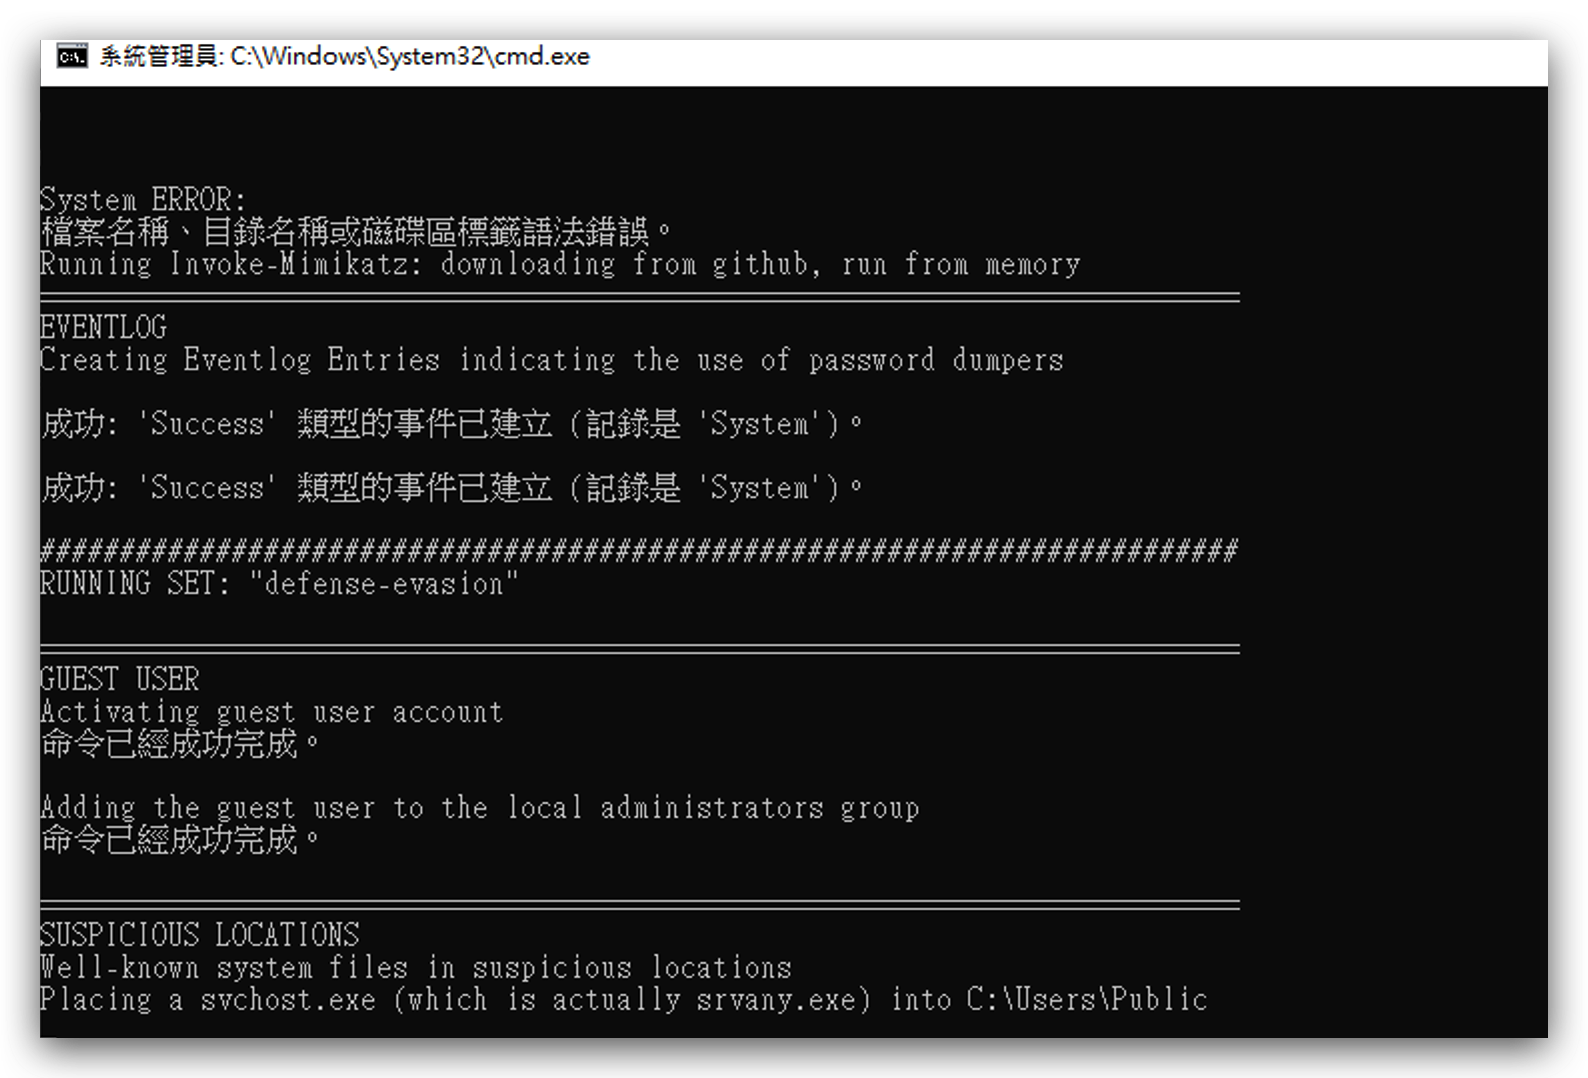 系統管理員: C:\Windows\System32\cmd.exe
System ERROR:
檔案名稱、目錄名稱或磁碟區標籤語法錯誤。
Running Invoke-Mimikatz: downloading from github, run from memory
===========================================================================
EVENTLOG
Creating Eventlog Entries indicating the use of password dumpers
成功: 'Success' 類型的事件已建立 (記錄是 'System')。
成功: 'Success' 類型的事件已建立 (記錄是 'System')。
###########################################################################
RUNNING SET: "defense-evasion"
===========================================================================
GUEST USER
Activating guest user account
命令已經成功完成。
Adding the guest user to the local administrators group
命令已經成功完成。
===========================================================================
SUSPICIOUS LOCATIONS
Well-known system files in suspicious locations
Placing a svchost.exe (which is actually srvany.exe) into C:\Users\Public